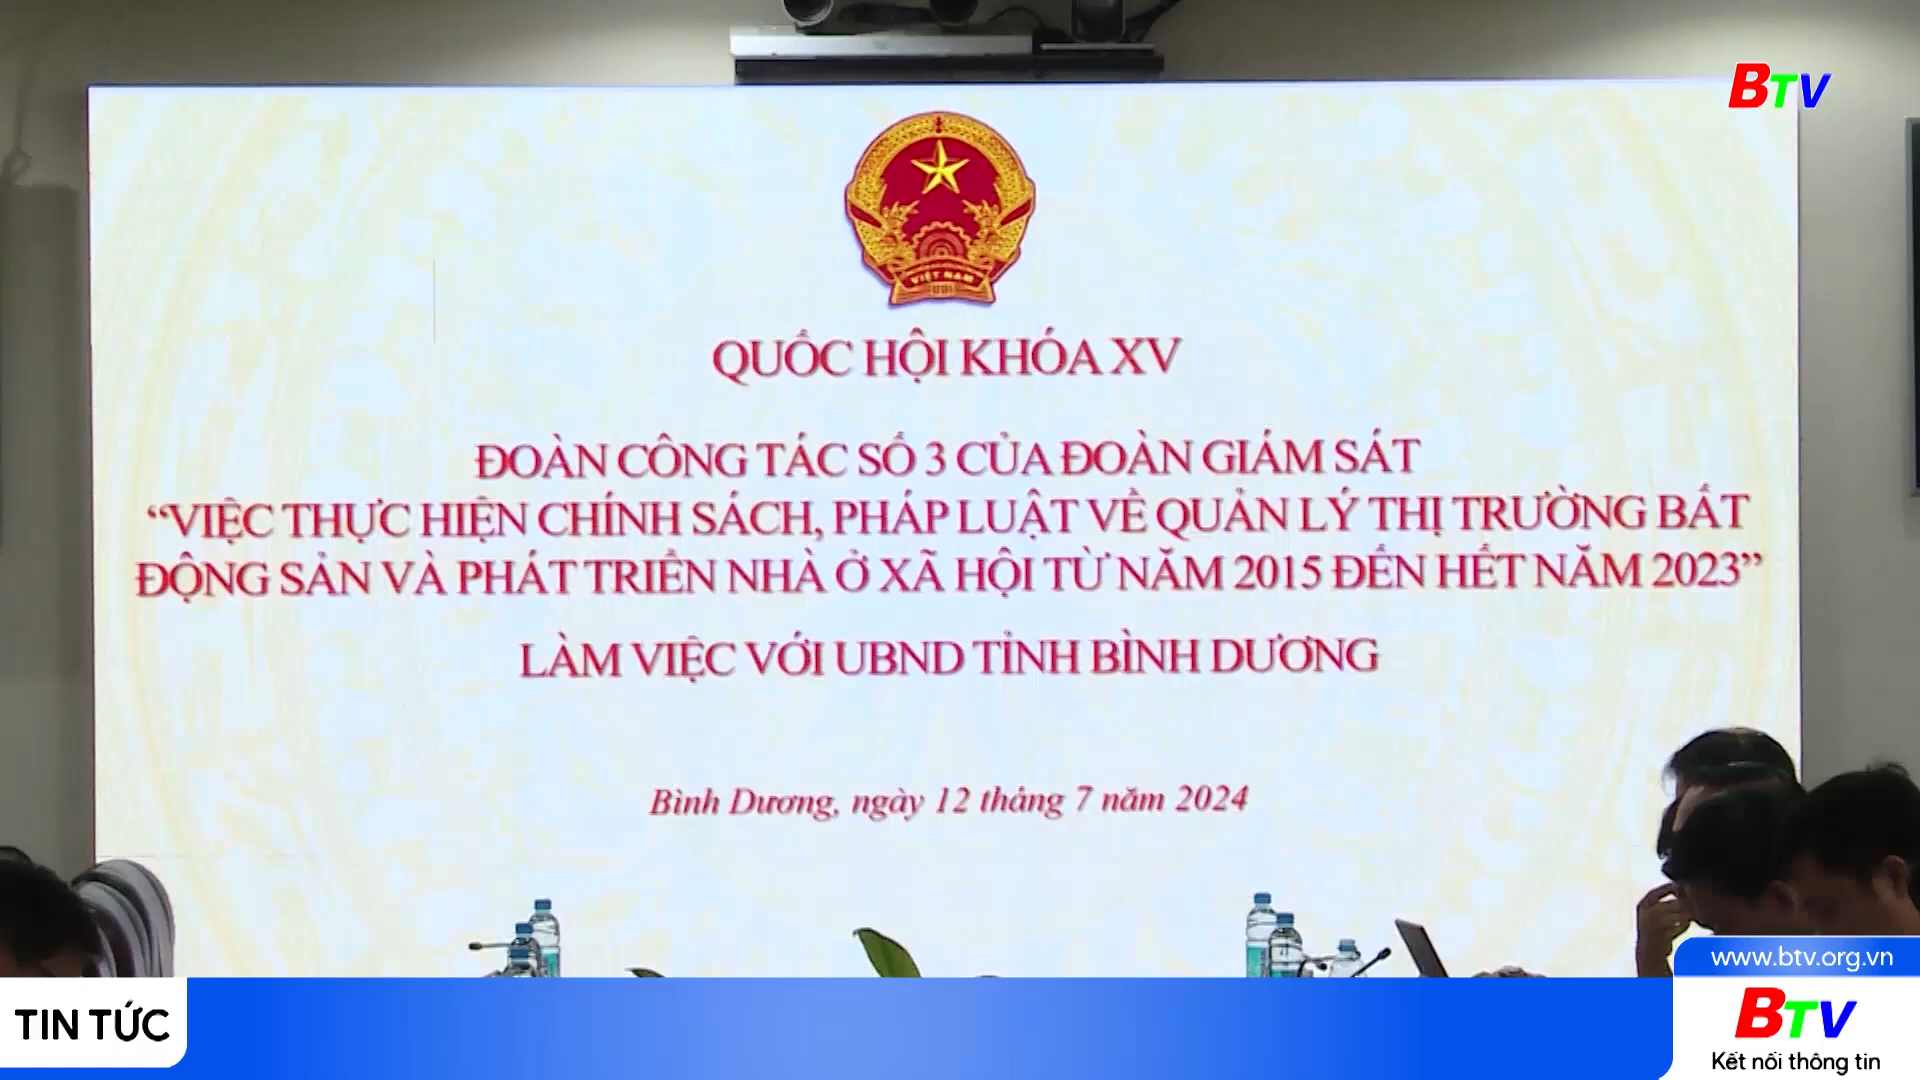 BTV
VIỆT NAM
QUỐC HỘI KHÓA XV
ĐOÀN CÔNG TÁC SỐ 3 CỦA ĐOÀN GIÁM SÁT
“VIỆC THỰC HIỆN CHÍNH SÁCH, PHÁP LUẬT VỀ QUẢN LÝ THỊ TRƯỜNG BẤT
ĐỘNG SẢN VÀ PHÁT TRIỂN NHÀ Ở XÃ HỘI TỪ NĂM 2015 ĐẾN HẾT NĂM 2023”
LÀM VIỆC VỚI UBND TỈNH BÌNH DƯƠNG
Bình Dương, ngày 12 tháng 7 năm 2024
www.btv.org.vn
TIN TỨC
BTV
Kết nối thông tin